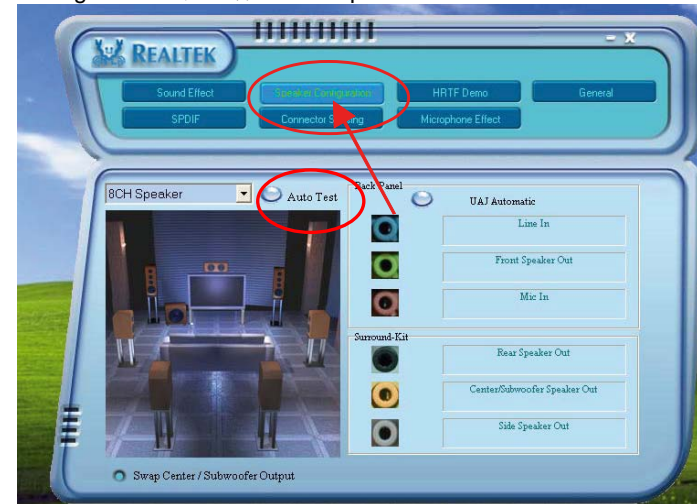 REALTEK
Sound Effect
Speaker Configuration
HRTF Demo
General
SPDIF
Microphone Effect
8CH Speaker
Auto Test
Back Panel
UAJ Automatic
Line In
Front Speaker Out
Mic In
Surround-Kit
Rear Speaker Out
Center/Subwoofer Speaker Out
Side Speaker Out
Swap Center / Subwoofer Output